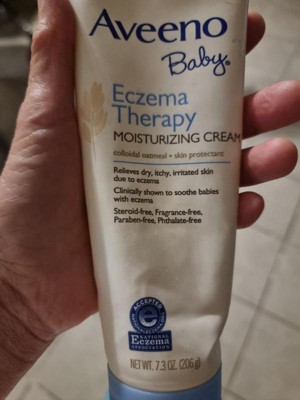 Aveeno
Baby®
Eczema
Therapy
MOISTURIZING CREAM
colloidal oatmeal • skin protectant
Relieves dry, itchy, irritated skin
due to eczema
Clinically shown to soothe babies
with eczema
Steroid-free, Fragrance-free,
Paraben-free, Phthalate-free
ACCEPTED
e
NATIONAL
Eczema
ASSOCIATION
NET WT. 7.3 OZ. (206g)